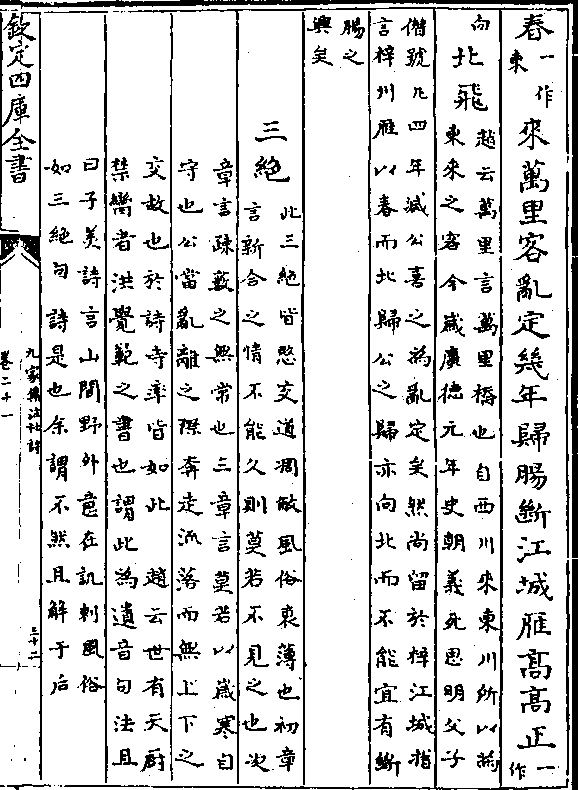 春一作東來萬里客亂定幾年歸腸斷江城雁高高正一作
向北飛
趙云萬里言萬里橋也自西川來東川所以為
東來之客今歳廣德元年史朝義死思明父子
僭號凡四年滅公喜之為亂定矣然尚留於梓江城指
言梓州雁以春而北歸公之歸亦向北而不能宜有斷
腸之
興矣
三絶
此三絶皆愍交道凋敝風俗衰薄也初章
言新合之情不能久則莫若不見之也次
章言疎藪之無常也三章言莫若以歳寒自
守也公當亂離之際奔走流落而無上下之
交故也於詩寺率皆如此 趙云世有天厨
禁臠者洪覺範之書也謂此為遺音句法且
曰子美詩言山間野外意在譏刺風俗
如三絶句詩是也余謂不然且解于后
欽定四庫全書
九家集注杜詩
卷二十一
三十二